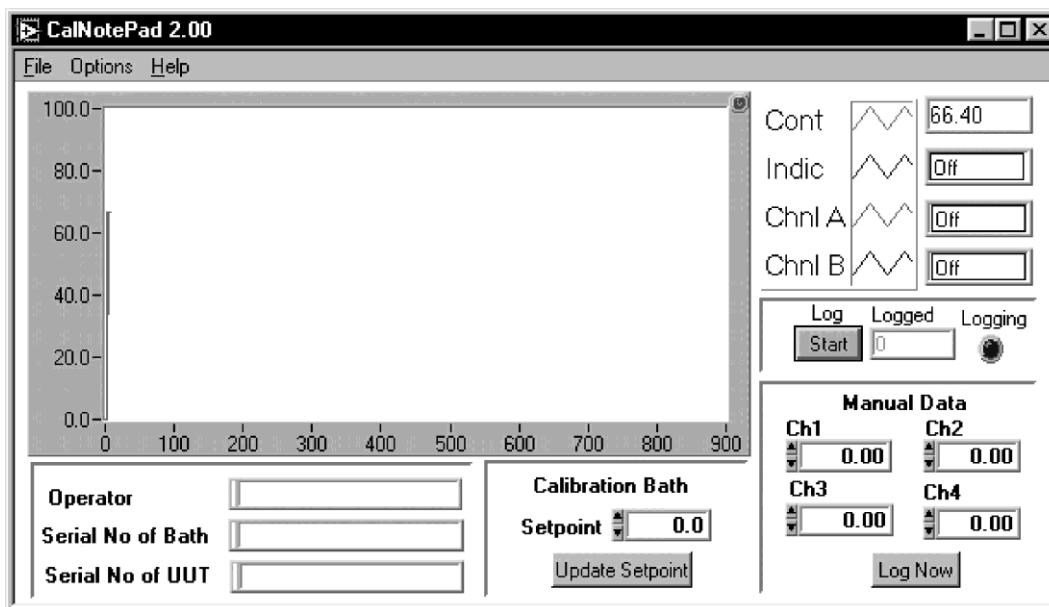 CalNotePad 2.00
File Options Help
100.0
80.0
60.0
40.0
20.0
0.0
0 100 200 300 400 500 600 700 800 900
Cont 66.40
Indic Off
Chnl A Off
Chnl B Off
Log Logged Logging
Start 0
Manual Data
Ch1 Ch2
0.00 0.00
Ch3 Ch4
0.00 0.00
Log Now
Operator
Serial No of Bath
Serial No of UUT
Calibration Bath
Setpoint 0.0
Update Setpoint